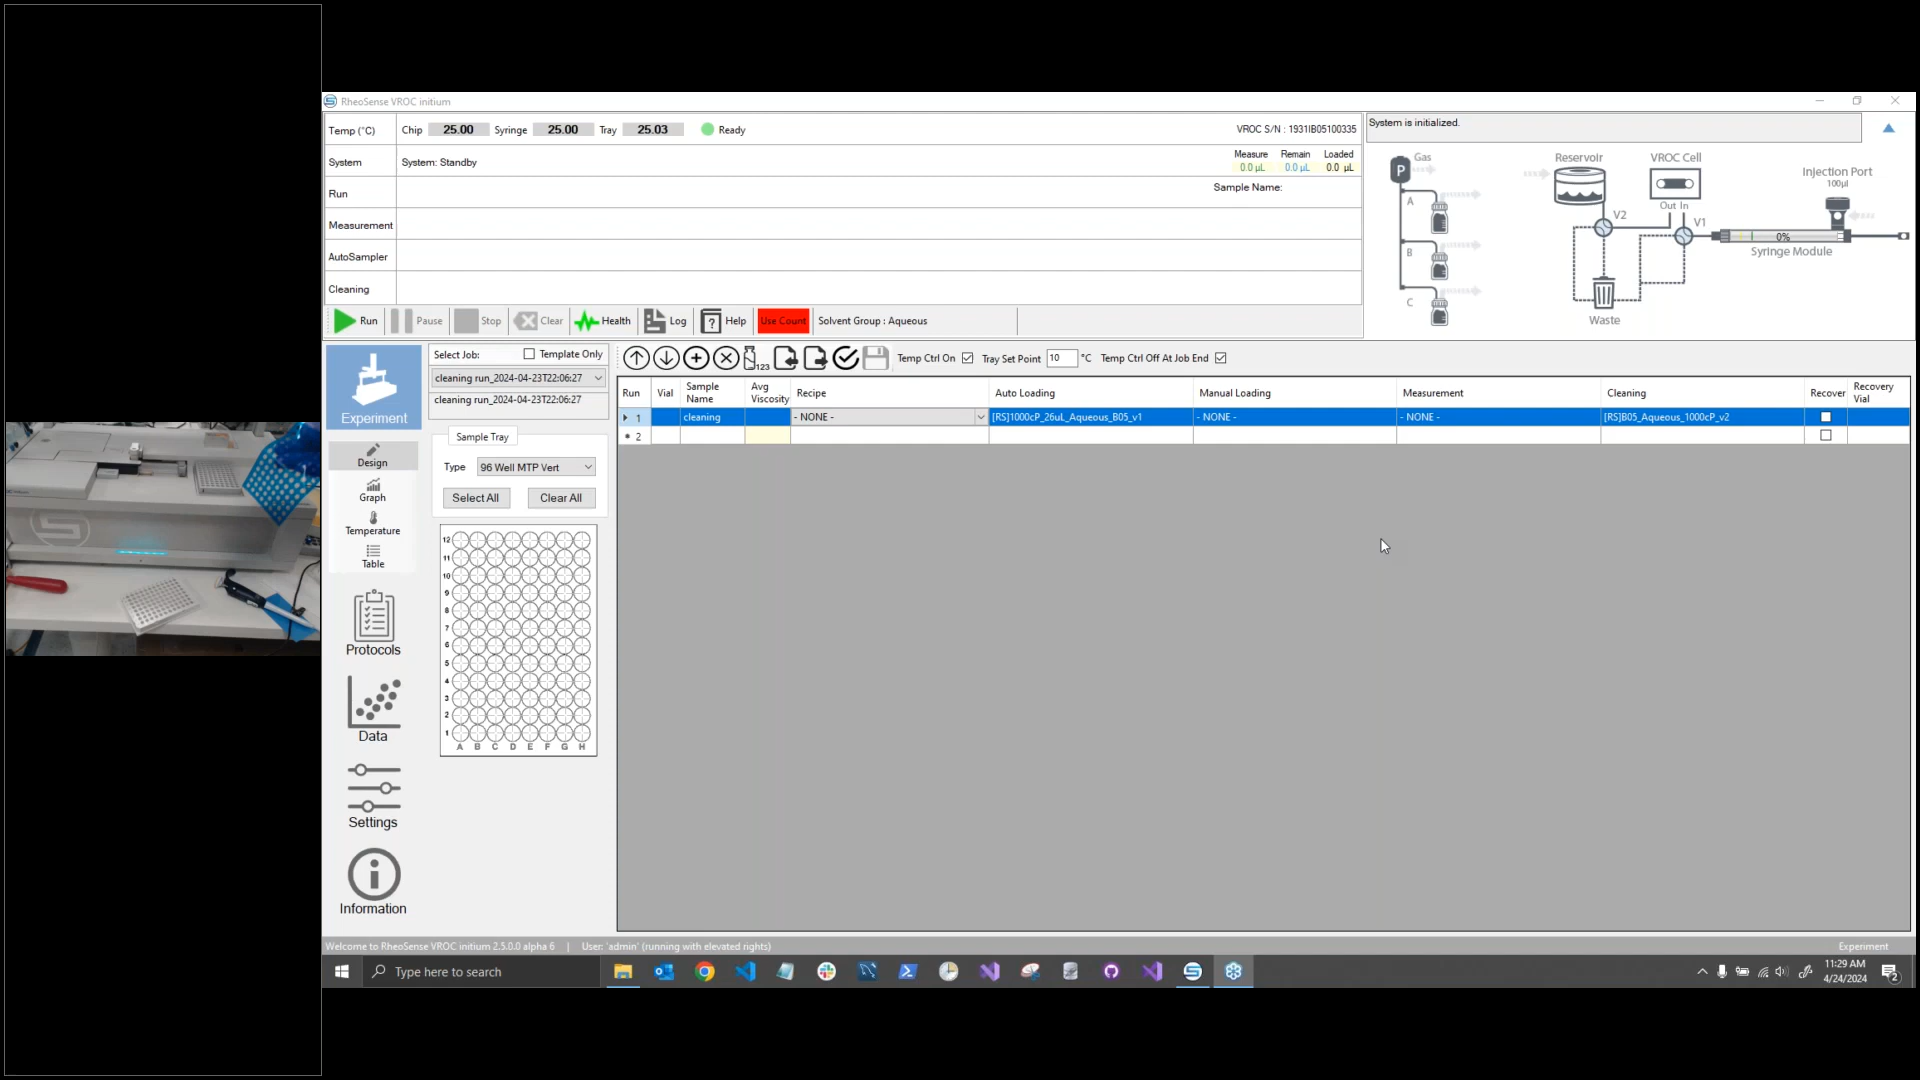 RheoSense VROC initium
Temp (°C) Chip 25.00 Syringe 25.00 Tray 25.03 Ready VROC S/N : 1931IB05100335
System System: Standby
Measure Remain Loaded
0.0 µL 0.0 µL 0.0 µL
Run Sample Name:
Measurement
AutoSampler
Cleaning
Run Pause Stop Clear Health Log Help Use Count Solvent Group : Aqueous
System is initialized.
Gas
P
A
B
C
Reservoir
VROC Cell
Out In
V2
V1
Injection Port
100µl
0%
Syringe Module
Waste
Experiment
Design
Graph
Temperature
Table
Protocols
Data
Settings
Information
Select Job: Template Only
cleaning run_2024-04-23T22:06:27
cleaning run_2024-04-23T22:06:27
Sample Tray
Type 96 Well MTP Vert
Select All Clear All
12
11
10
9
8
7
6
5
4
3
2
1
A B C D E F G H
123 Temp Ctrl On Tray Set Point 10 °C Temp Ctrl Off At Job End
Run Vial Sample Name Avg Viscosity Recipe Auto Loading Manual Loading Measurement Cleaning Recover Recovery Vial
1 cleaning - NONE - [RS]1000cP_26uL_Aqueous_B05_v1 - NONE - - NONE - [RS]B05_Aqueous_1000cP_v2
2
Welcome to RheoSense VROC initium 2.5.0.0 alpha 6 | User: 'admin' (running with elevated rights) Experiment
Type here to search
11:29 AM
4/24/2024
2